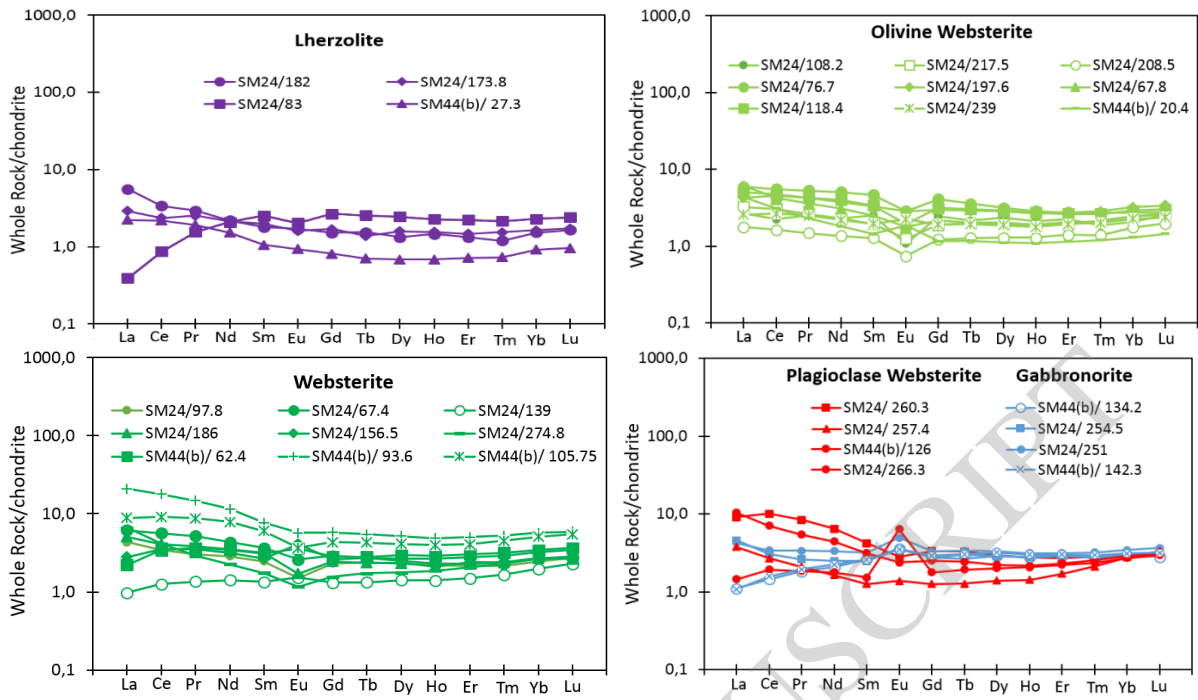 1000,0
100,0
10,0
1,0
0,1
Whole Rock/chondrite
Lherzolite
SM24/182 SM24/173.8
SM24/83 SM44(b)/ 27.3
La Ce Pr Nd Sm Eu Gd Tb Dy Ho Er Tm Yb Lu
1000,0
100,0
10,0
1,0
0,1
Whole Rock/chondrite
Olivine Websterite
SM24/108.2 SM24/217.5 SM24/208.5
SM24/76.7 SM24/197.6 SM24/67.8
SM24/118.4 SM24/239 SM44(b)/ 20.4
La Ce Pr Nd Sm Eu Gd Tb Dy Ho Er Tm Yb Lu
1000,0
100,0
10,0
1,0
0,1
Whole Rock/chondrite
Websterite
SM24/97.8 SM24/67.4 SM24/139
SM24/186 SM24/156.5 SM24/274.8
SM44(b)/ 62.4 SM44(b)/ 93.6 SM44(b)/ 105.75
La Ce Pr Nd Sm Eu Gd Tb Dy Ho Er Tm Yb Lu
1000,0
100,0
10,0
1,0
0,1
Whole Rock/chondrite
Plagioclase Websterite Gabbronorite
SM24/ 260.3 SM44(b)/ 134.2
SM24/ 257.4 SM24/ 254.5
SM44(b)/126 SM24/251
SM24/266.3 SM44(b)/ 142.3
La Ce Pr Nd Sm Eu Gd Tb Dy Ho Er Tm Yb Lu
USCRIPT